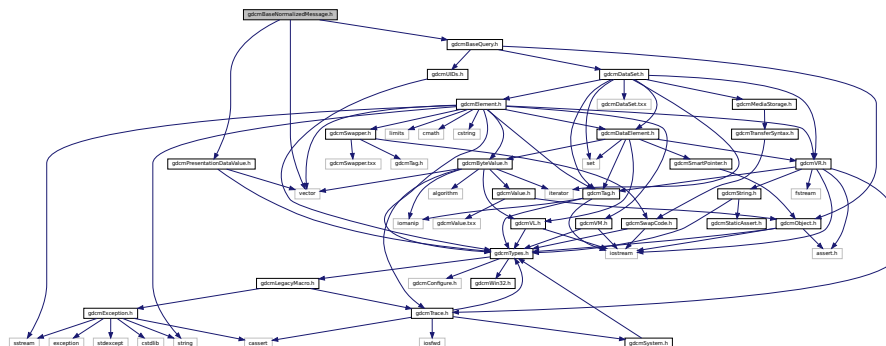 gdcmBaseNormalizedMessage.h
gdcmBaseQuery.h
gdcmUIDs.h
gdcmDataSet.h
gdcmElement.h
gdcmDataSet.txx
gdcmMediaStorage.h
gdcmSwapper.h
limits
cmath
cstring
gdcmDataElement.h
gdcmTransferSyntax.h
gdcmPresentationDataValue.h
gdcmSwapper.txx
gdcmTag.h
gdcmByteValue.h
set
gdcmSmartPointer.h
gdcmVR.h
vector
algorithm
gdcmValue.h
iterator
gdcmTag.h
gdcmString.h
fstream
iomanip
gdcmValue.txx
gdcmVL.h
gdcmVM.h
gdcmSwapCode.h
gdcmStaticAssert.h
gdcmObject.h
gdcmTypes.h
iostream
assert.h
gdcmLegacyMacro.h
gdcmConfigure.h
gdcmWin32.h
gdcmException.h
gdcmTrace.h
sstream
exception
stdexcept
cstdlib
string
cassert
iosfwd
gdcmSystem.h